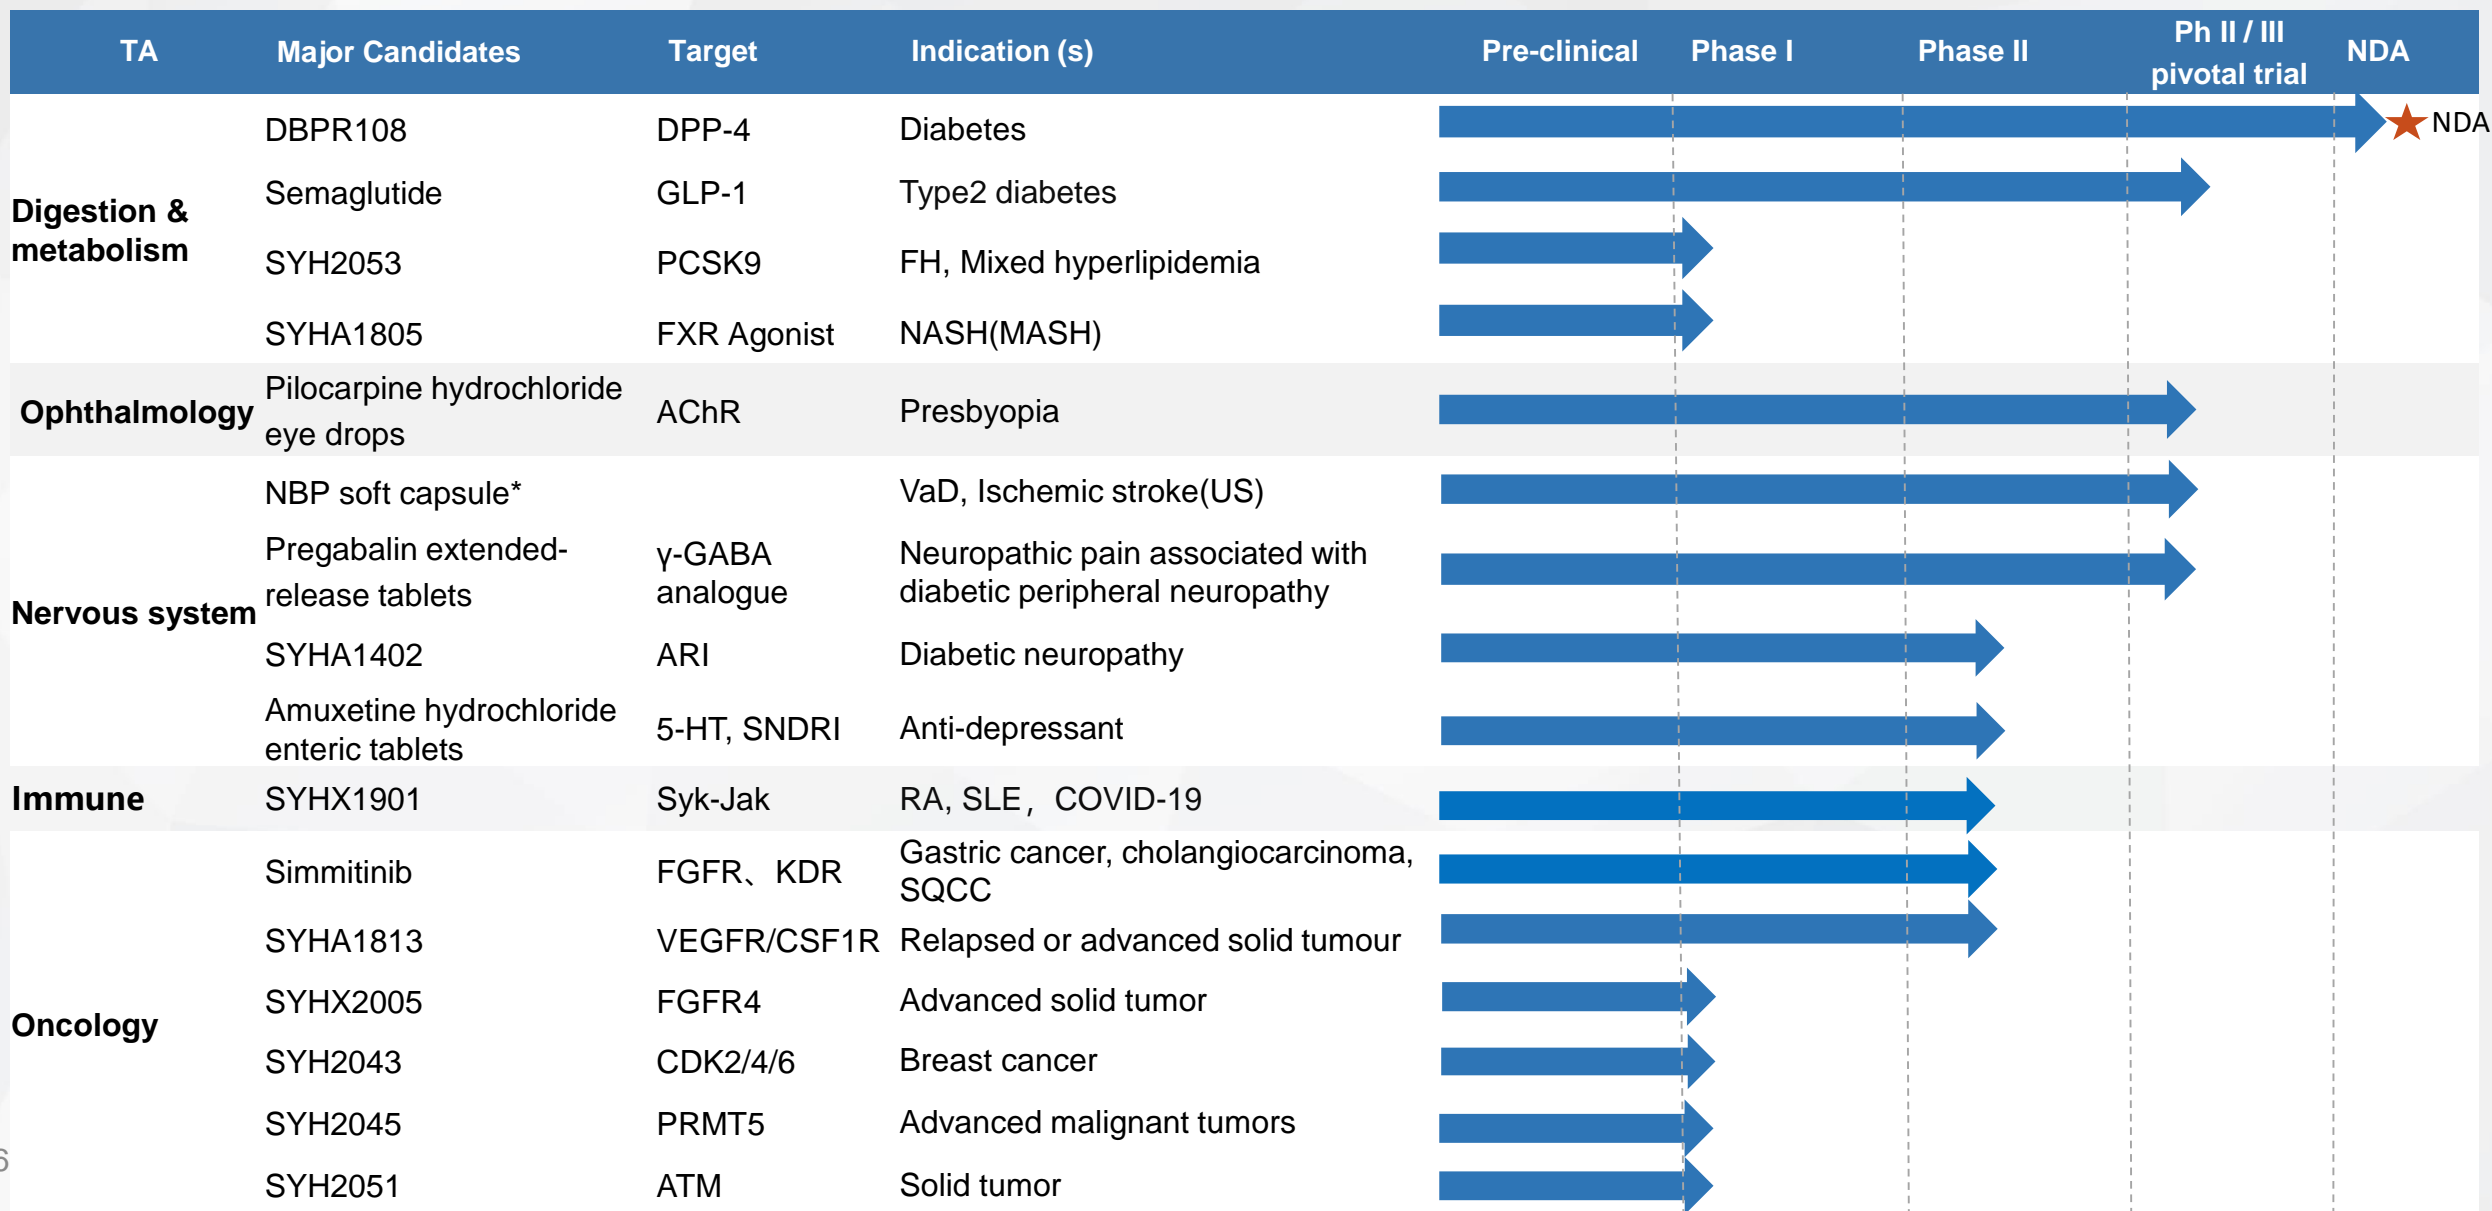 TA Major Candidates Target Indication (s) Pre-clinical Phase I Phase II Ph II / III pivotal trial NDA
Digestion &
metabolism
DBPR108 DPP-4 Diabetes NDA
Semaglutide GLP-1 Type2 diabetes
SYH2053 PCSK9 FH, Mixed hyperlipidemia
SYHA1805 FXR Agonist NASH(MASH)
Ophthalmology
Pilocarpine hydrochloride
eye drops
AChR Presbyopia
Nervous system
NBP soft capsule* VaD, Ischemic stroke(US)
Pregabalin extended-
release tablets
γ-GABA
analogue
Neuropathic pain associated with
diabetic peripheral neuropathy
SYHA1402 ARI Diabetic neuropathy
Amuxetine hydrochloride
enteric tablets
5-HT, SNDRI Anti-depressant
Immune SYHX1901 Syk-Jak RA, SLE，COVID-19
Oncology
Simmitinib FGFR、KDR
Gastric cancer, cholangiocarcinoma,
SQCC
SYHA1813 VEGFR/CSF1R Relapsed or advanced solid tumour
SYHX2005 FGFR4 Advanced solid tumor
SYH2043 CDK2/4/6 Breast cancer
SYH2045 PRMT5 Advanced malignant tumors
6
SYH2051 ATM Solid tumor